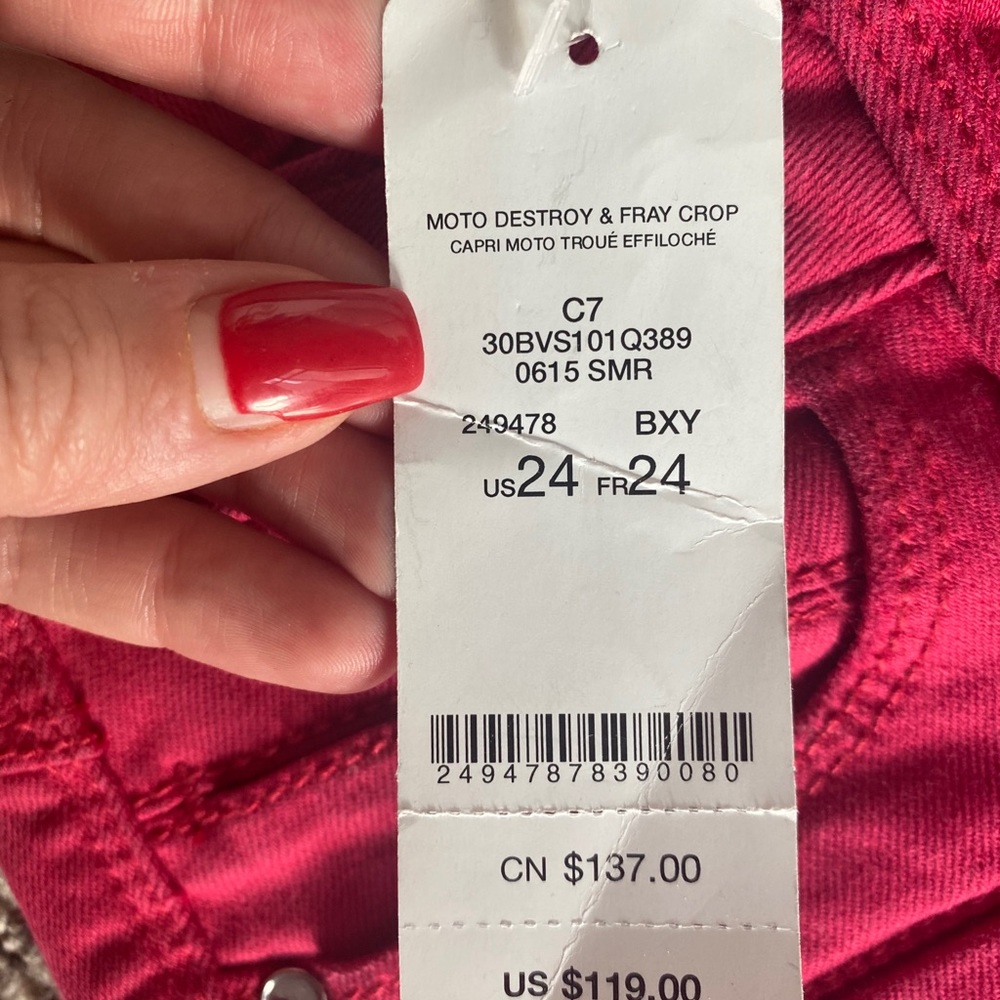 MOTO DESTROY & FRAY CROP
CAPRI MOTO TROUÉ EFFILOCHÉ
C7
30BVS101Q389
0615 SMR
249478 BXY
US24 FR24
24947878390080
CN $137.00
US $119.00